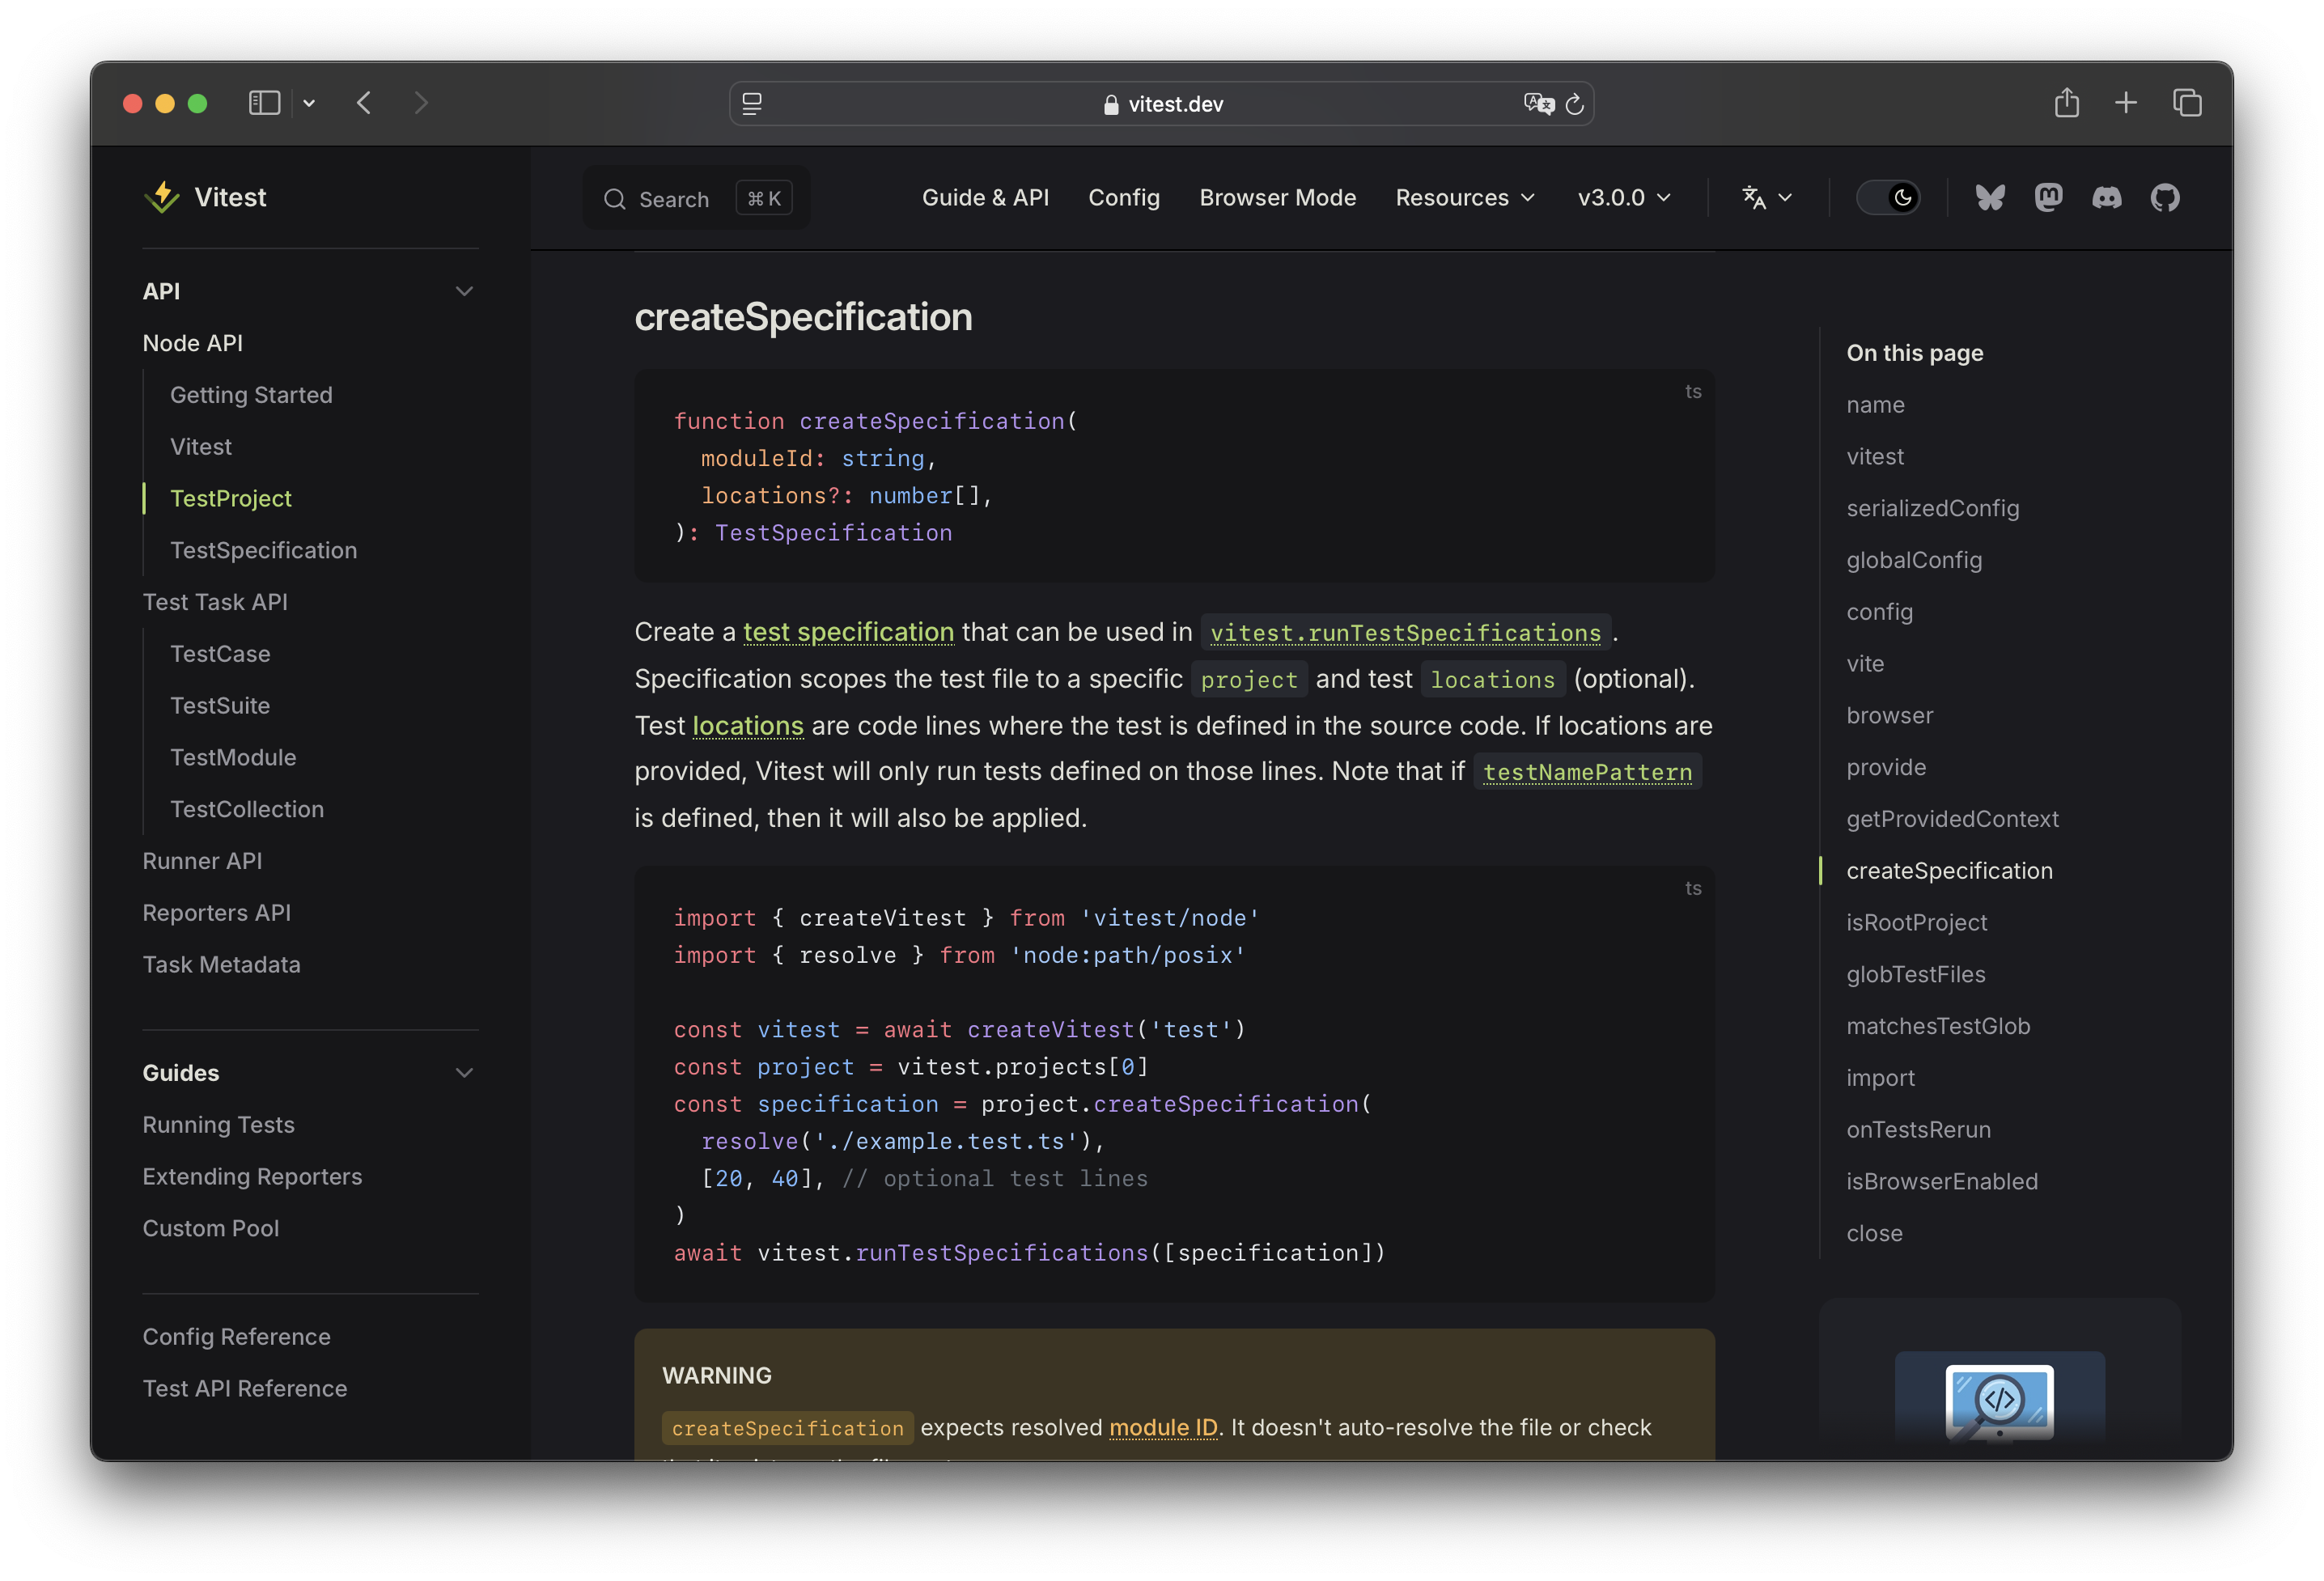 vitest.dev
Vitest
Search
⌘ K
Guide & API
Config
Browser Mode
Resources
v3.0.0
API
Node API
Getting Started
Vitest
TestProject
TestSpecification
Test Task API
TestCase
TestSuite
TestModule
TestCollection
Runner API
Reporters API
Task Metadata
Guides
Running Tests
Extending Reporters
Custom Pool
Config Reference
Test API Reference
createSpecification
ts
function createSpecification(
  moduleId: string,
  locations?: number[],
): TestSpecification
Create a test specification that can be used in vitest.runTestSpecifications.
Specification scopes the test file to a specific project and test locations (optional).
Test locations are code lines where the test is defined in the source code. If locations are
provided, Vitest will only run tests defined on those lines. Note that if testNamePattern
is defined, then it will also be applied.
ts
import { createVitest } from 'vitest/node'
import { resolve } from 'node:path/posix'
const vitest = await createVitest('test')
const project = vitest.projects[0]
const specification = project.createSpecification(
  resolve('./example.test.ts'),
  [20, 40], // optional test lines
)
await vitest.runTestSpecifications([specification])
WARNING
createSpecification expects resolved module ID. It doesn't auto-resolve the file or check
On this page
name
vitest
serializedConfig
globalConfig
config
vite
browser
provide
getProvidedContext
createSpecification
isRootProject
globTestFiles
matchesTestGlob
import
onTestsRerun
isBrowserEnabled
close